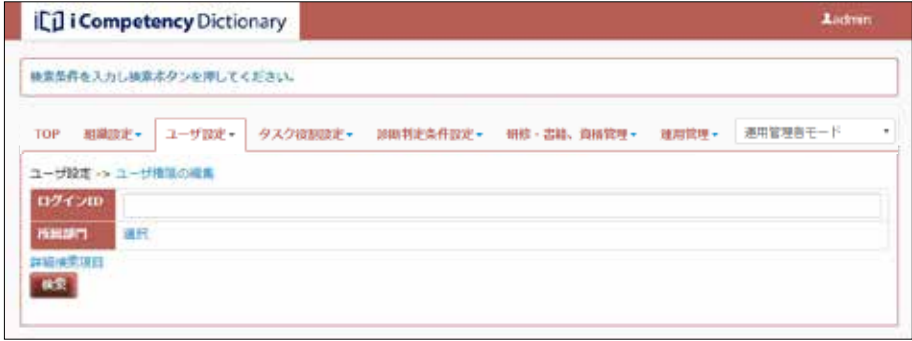 i Competency Dictionary
admin
検索条件を入力し検索ボタンを押してください。
TOP 組織設定 ユーザ設定 タスク役割設定 診断判定条件設定 研修・書籍、資格管理 運用管理 運用管理者モード
ユーザ設定 -> ユーザ権限の編集
ログインID
所属部門 選択
詳細検索項目
検索